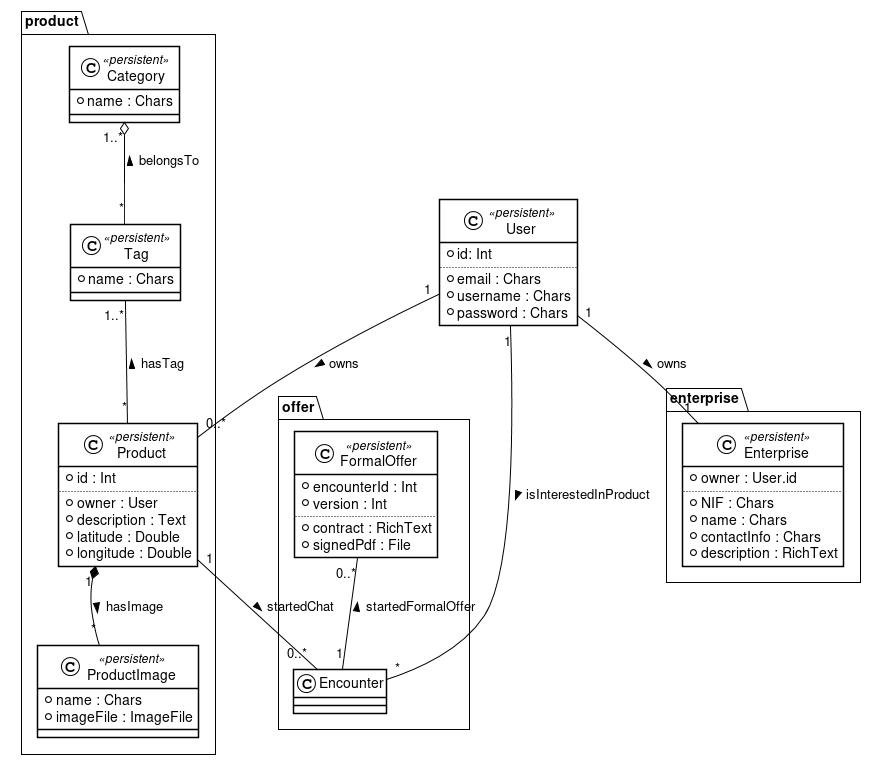 product
«persistent»
Category
name : Chars
1..*
belongsTo
*
«persistent»
Tag
name : Chars
1..*
hasTag
*
«persistent»
Product
id : Int
owner : User
description : Text
latitude : Double
longitude : Double
1
hasImage
*
«persistent»
ProductImage
name : Chars
imageFile : ImageFile
«persistent»
User
id: Int
email : Chars
username : Chars
password : Chars
1
owns
0..*
1
isInterestedInProduct
*
1
owns
1
offer
«persistent»
FormalOffer
encounterId : Int
version : Int
contract : RichText
signedPdf : File
0..*
startedFormalOffer
1
1
startedChat
0..*
Encounter
enterprise
«persistent»
Enterprise
owner : User.id
NIF : Chars
name : Chars
contactInfo : Chars
description : RichText